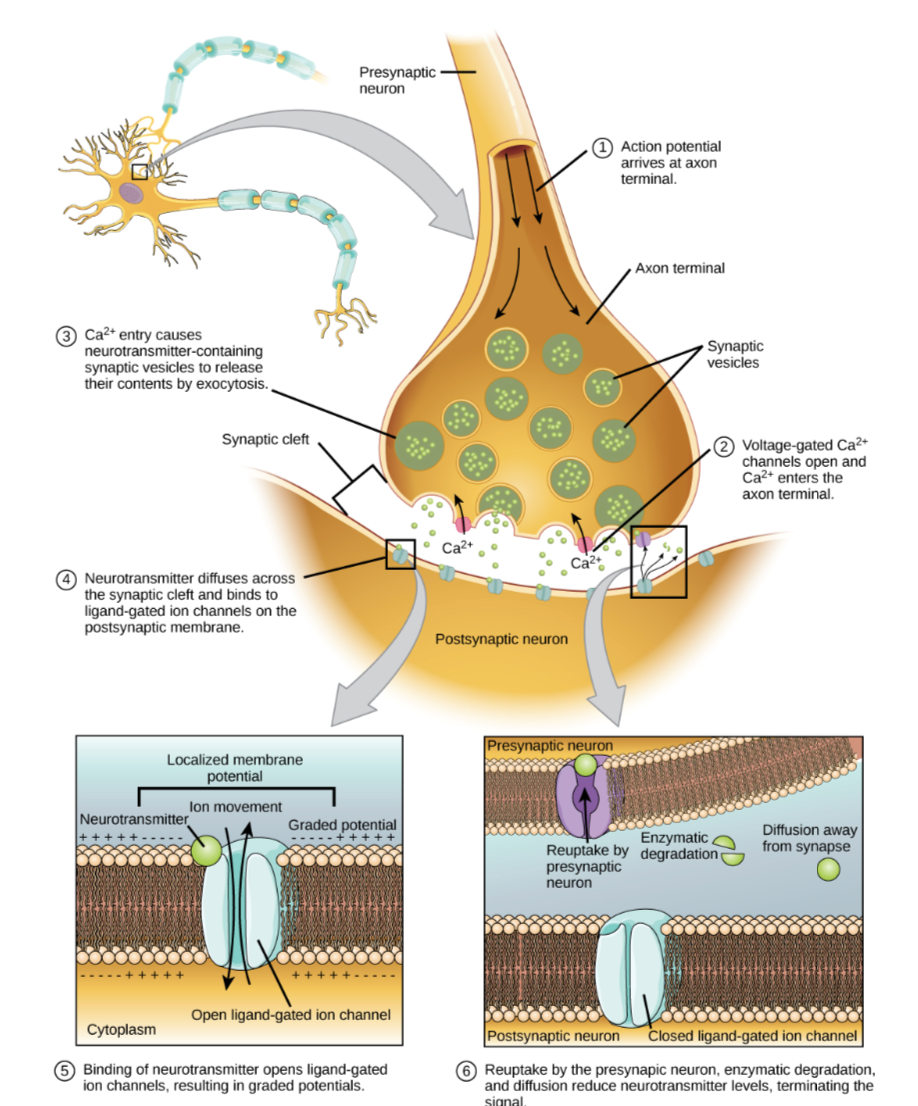 Presynaptic
neuron
① Action potential
arrives at axon
terminal.
Axon terminal
③ Ca²⁺ entry causes
neurotransmitter-containing
synaptic vesicles to release
their contents by exocytosis.
Synaptic
vesicles
Synaptic cleft
② Voltage-gated Ca²⁺
channels open and
Ca²⁺ enters the
axon terminal.
Ca²⁺
Ca²⁺
④ Neurotransmitter diffuses across
the synaptic cleft and binds to
ligand-gated ion channels on the
postsynaptic membrane.
Postsynaptic neuron
Localized membrane
potential
Ion movement
Neurotransmitter
Graded potential
+ + + + + - - - - -
- - - - - + + + + +
- - - - - + + + + +
+ + + + + - - - - -
Open ligand-gated ion channel
Cytoplasm
⑤ Binding of neurotransmitter opens ligand-gated
ion channels, resulting in graded potentials.
Presynaptic neuron
Reuptake by
presynaptic
neuron
Enzymatic
degradation
Diffusion away
from synapse
Postsynaptic neuron
Closed ligand-gated ion channel
⑥ Reuptake by the presynapic neuron, enzymatic degradation,
and diffusion reduce neurotransmitter levels, terminating the
signal.